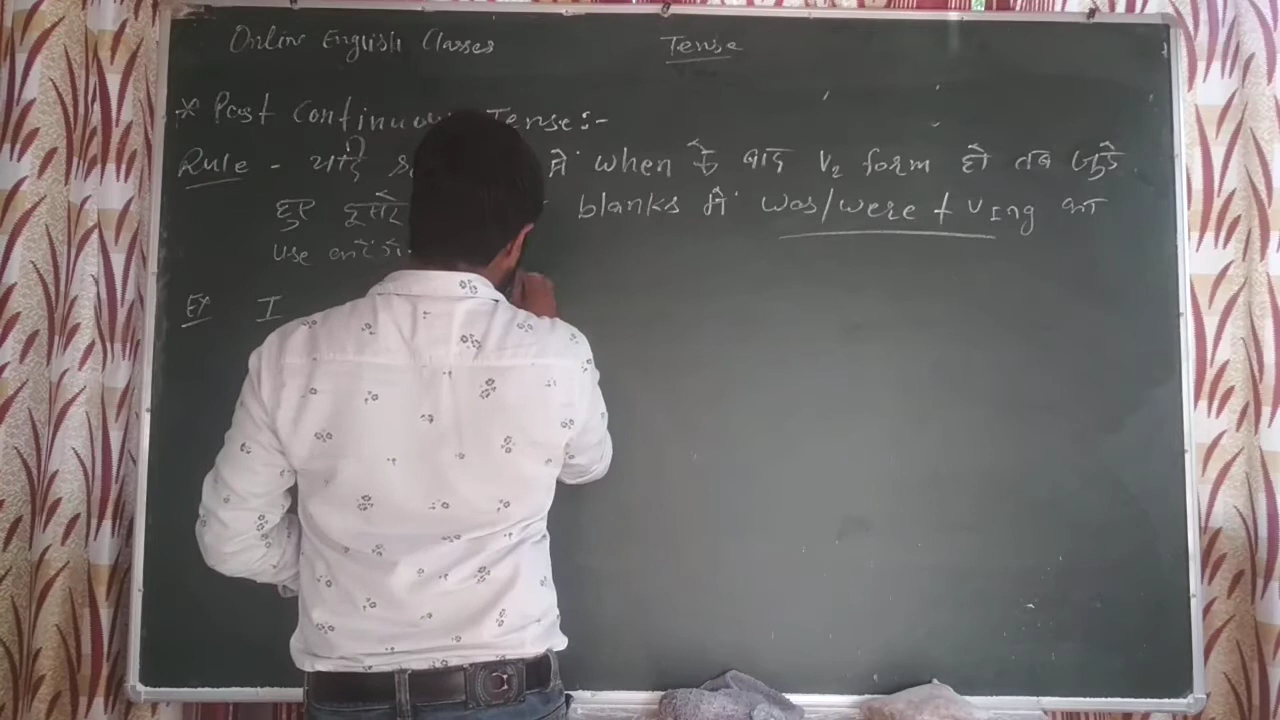 Online English Classes
Tense
* Past Continuous Tense:-
Rule - यदि में when के बाद V2 form हो तब जुड़े
हुए दूसरे blanks में was/were + VIng का
use करेंगे
Ex I